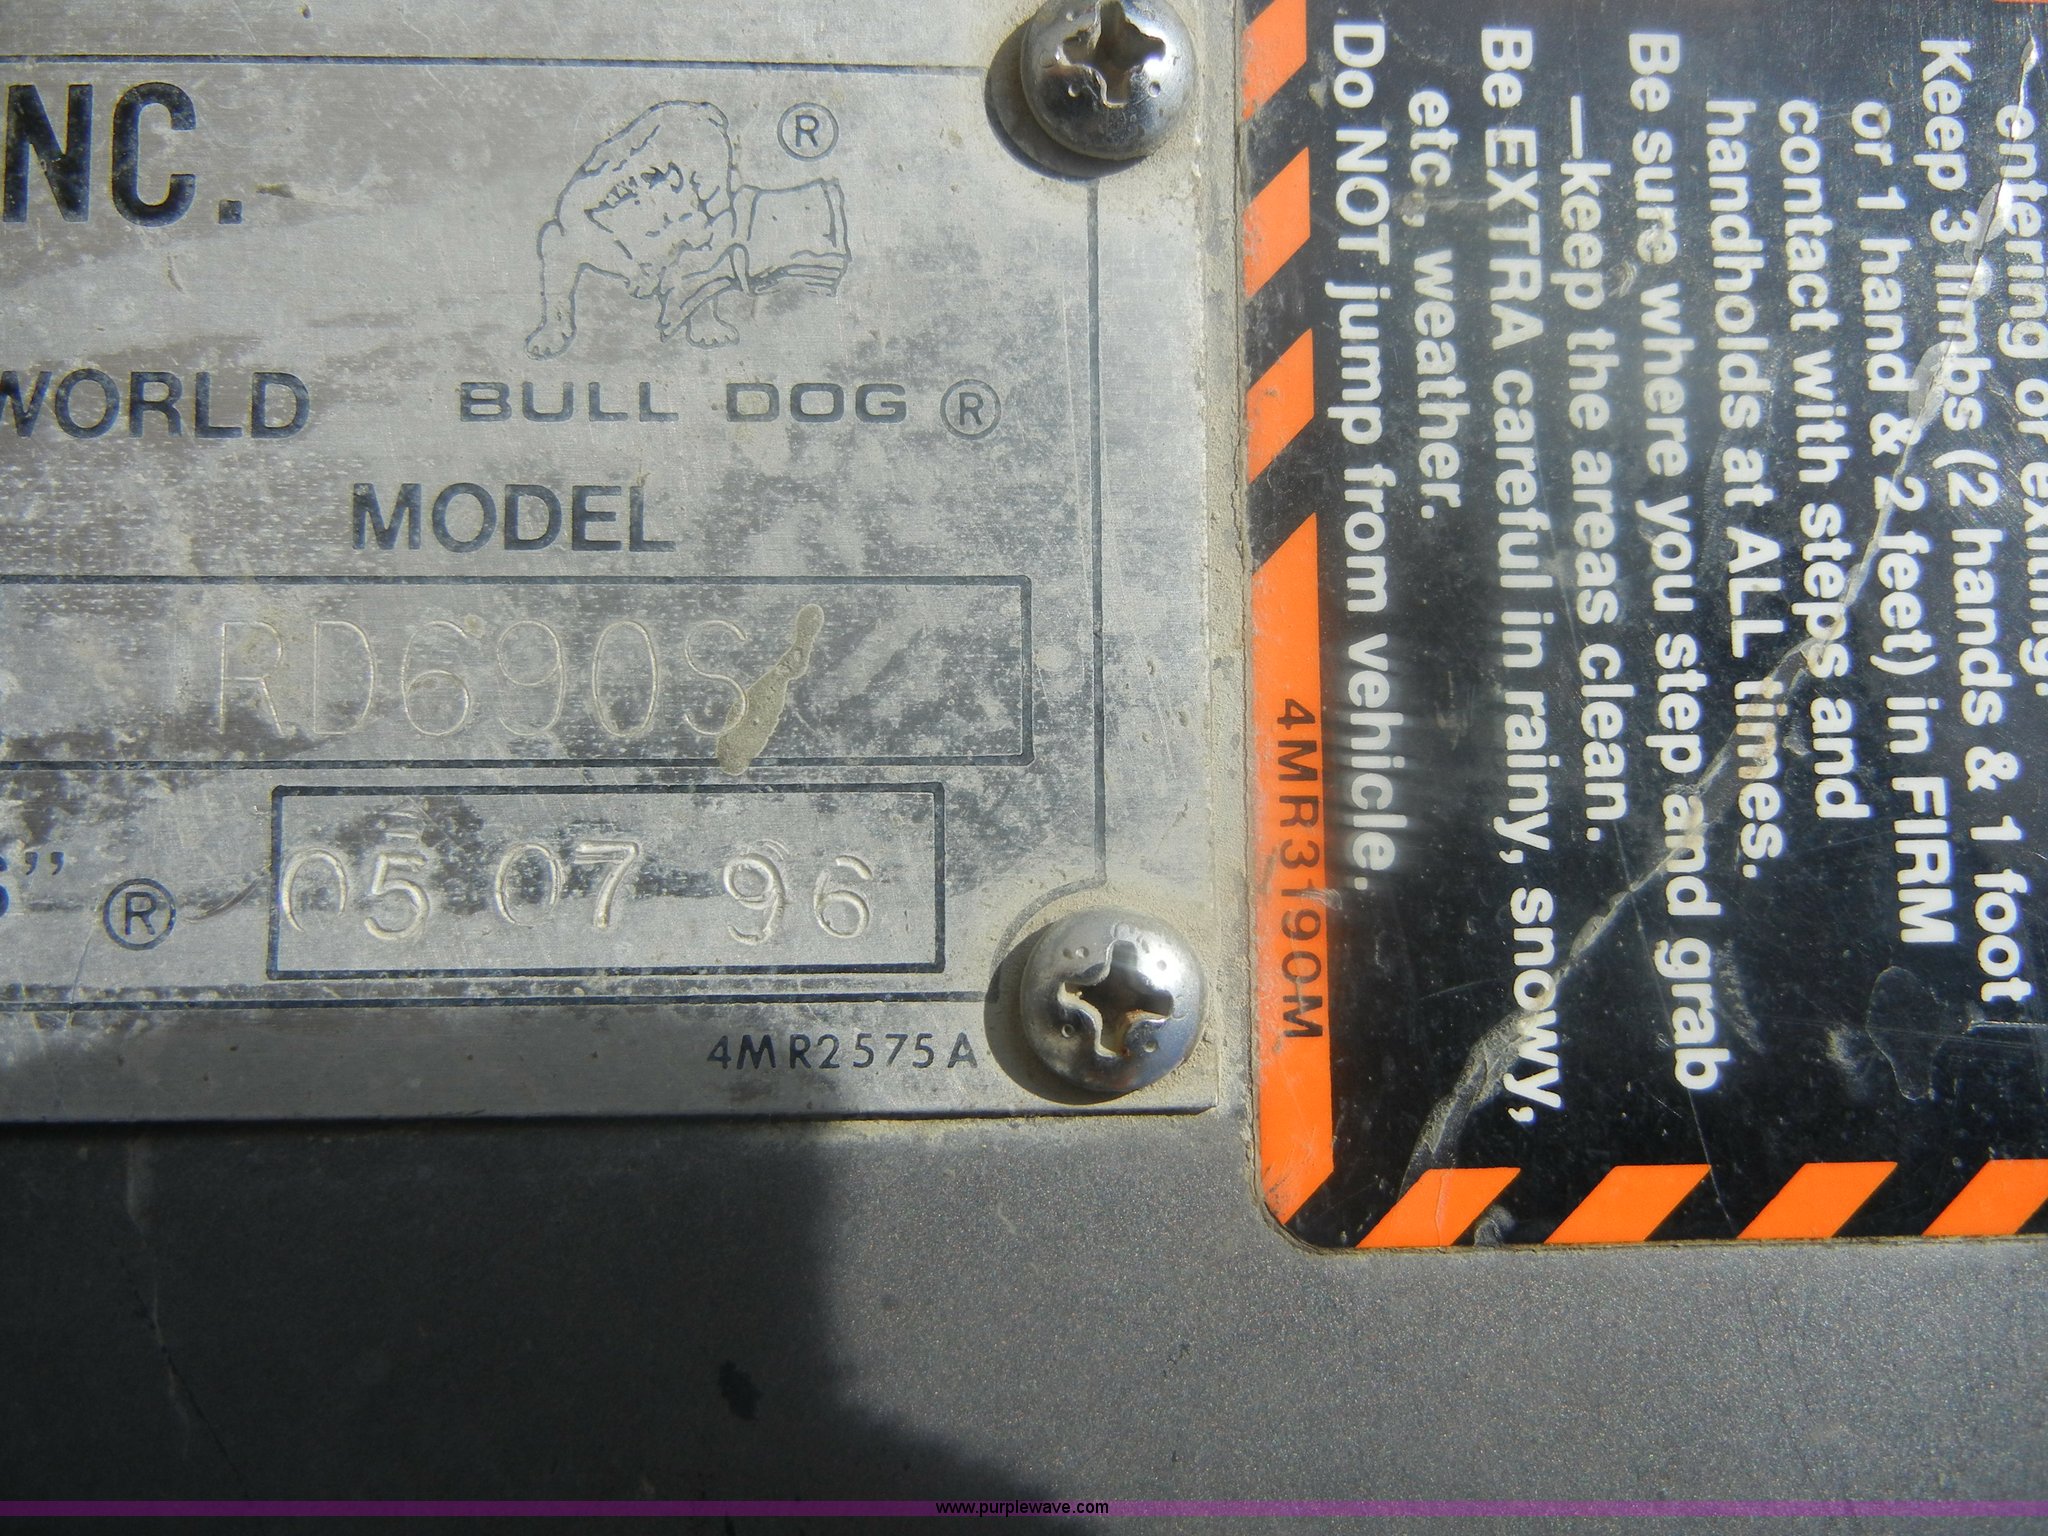 NC.
®
WORLD
BULL DOG ®
MODEL
RD690S
® 05 07 96
4MR2575A
entering or exiting.
Keep 3 limbs (2 hands & 1 foot
or 1 hand & 2 feet) in FIRM
contact with steps and
handholds at ALL times.
Be sure where you step and grab
—keep the areas clean.
Be EXTRA careful in rainy, snowy,
etc, weather.
Do NOT jump from vehicle.
4MR3190M
www.purplewave.com